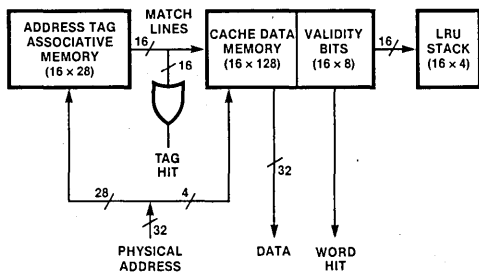 ADDRESS TAG
ASSOCIATIVE
MEMORY
(16 × 28)
16
MATCH
LINES
16
TAG
HIT
CACHE DATA
MEMORY
(16 × 128)
VALIDITY
BITS
(16 × 8)
16
LRU
STACK
(16 × 4)
28
4
32
PHYSICAL
ADDRESS
32
DATA
WORD
HIT